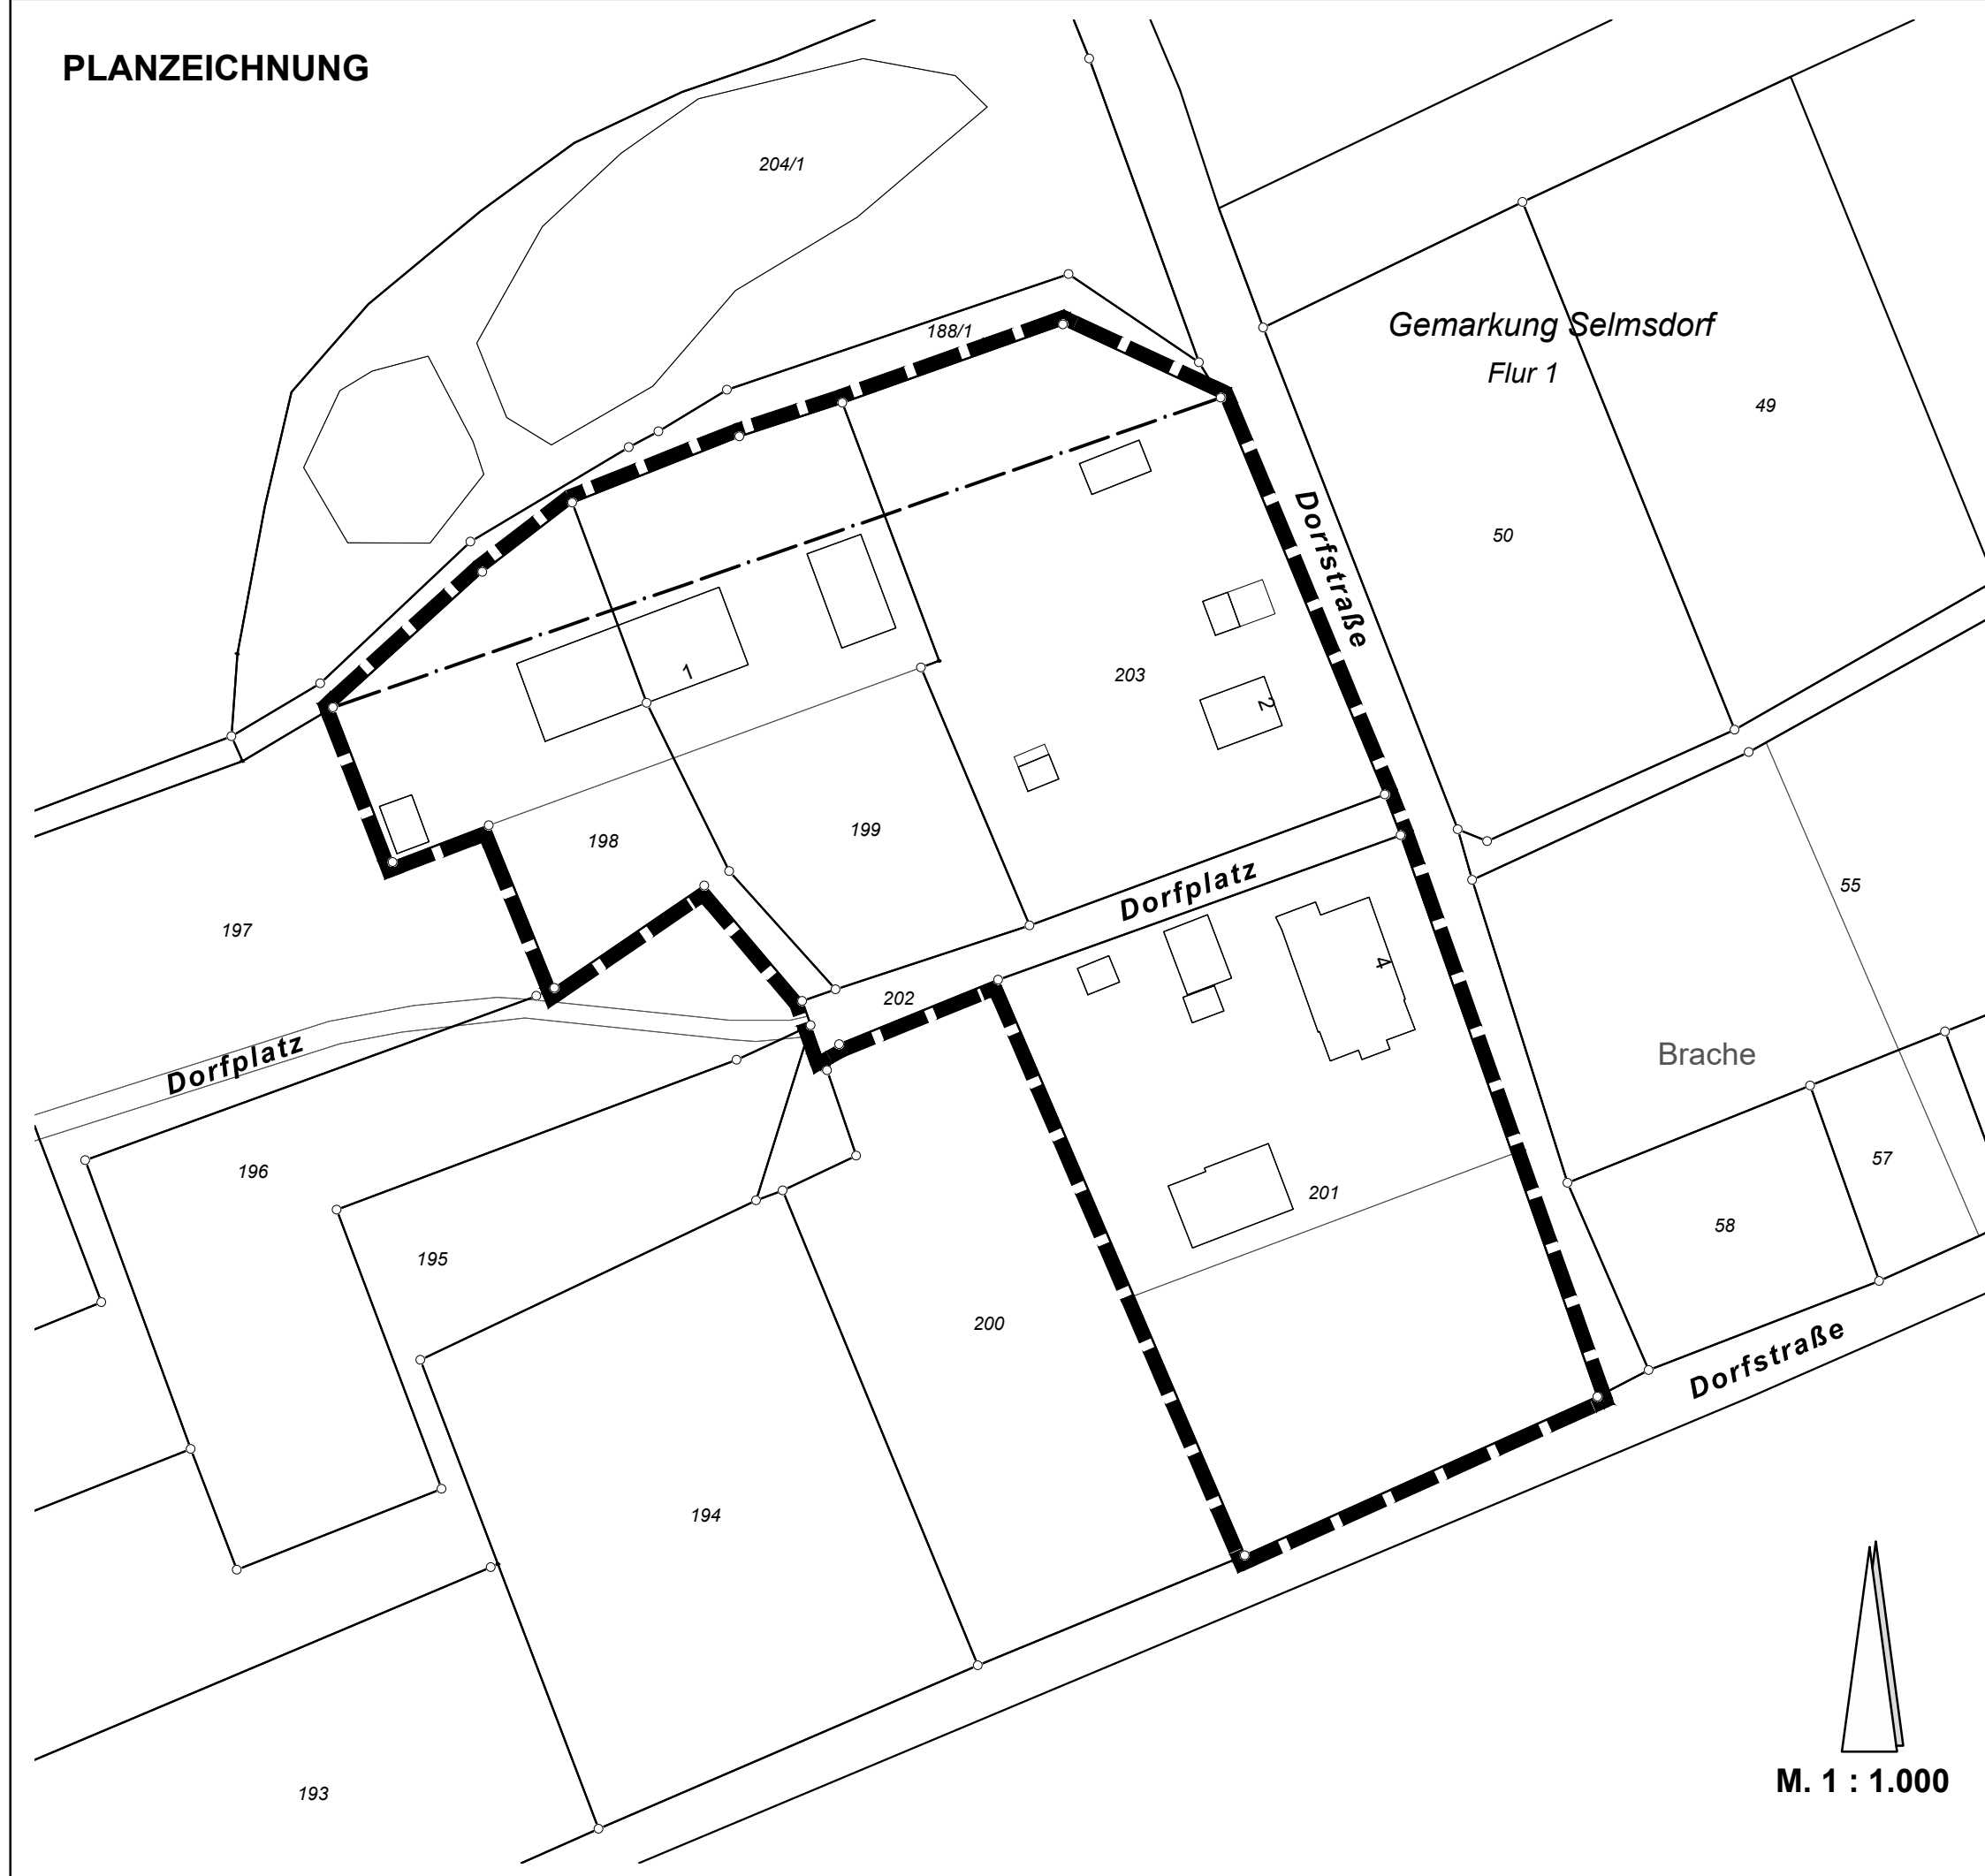 PLANZEICHNUNG
204/1
188/1
Gemarkung Selmsdorf
Flur 1
49
50
Dorfstraße
1
203
2
198
199
Dorfplatz
55
197
4
202
Dorfplatz
Brache
196
57
201
58
195
200
Dorfstraße
194
M. 1 : 1.000
193